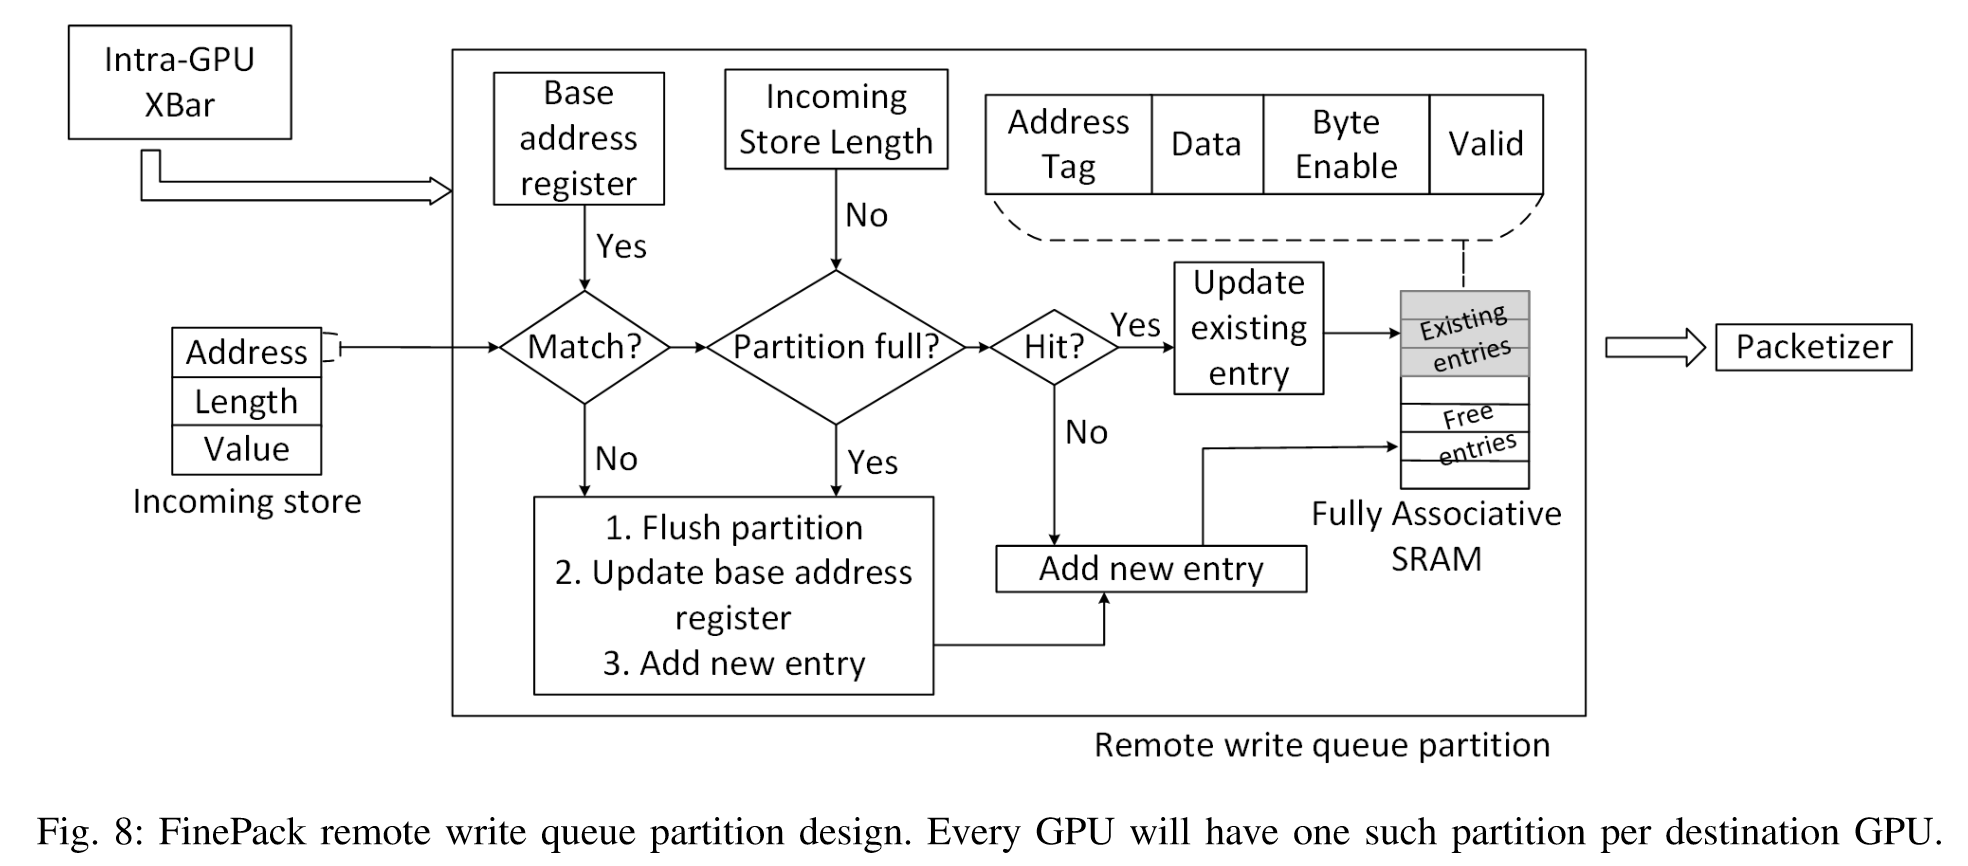 Intra-GPU
XBar
Base
address
register
Incoming
Store Length
Address
Tag
Data
Byte
Enable
Valid
Yes
No
Address
Length
Value
Incoming store
Match?
Partition full?
Hit?
Yes
Update
existing
entry
Existing
entries
Free
entries
Fully Associative
SRAM
Packetizer
No
Yes
No
1. Flush partition
2. Update base address
register
3. Add new entry
Add new entry
Remote write queue partition
Fig. 8: FinePack remote write queue partition design. Every GPU will have one such partition per destination GPU.